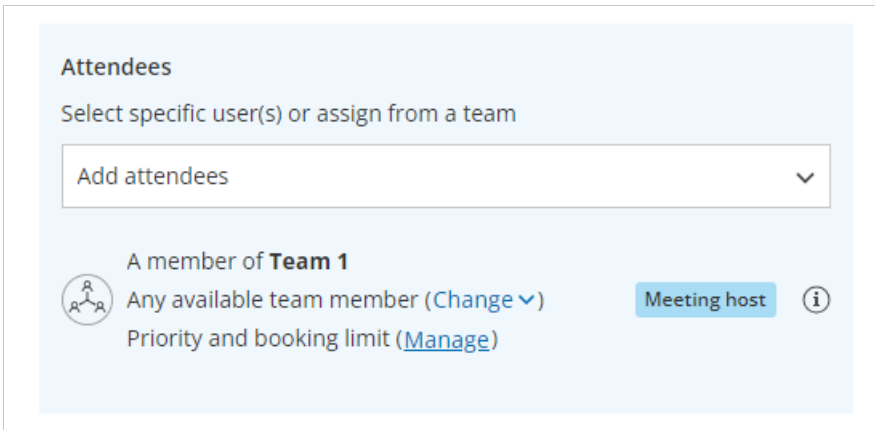 Attendees
Select specific user(s) or assign from a team
Add attendees
A member of Team 1
Any available team member (Change )
Meeting host
Priority and booking limit (Manage)